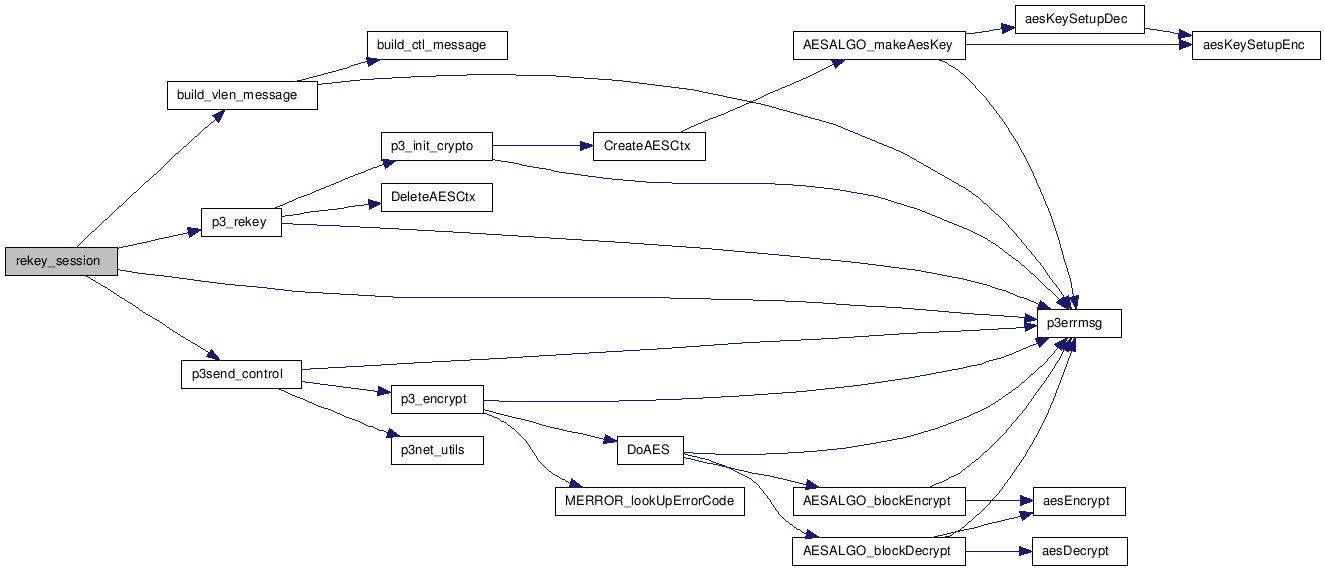 aesKeySetupDec
build_ctl_message
AESALGO_makeAesKey
aesKeySetupEnc
build_vlen_message
p3_init_crypto
CreateAESCtx
DeleteAESCtx
p3_rekey
rekey_session
p3errmsg
p3send_control
p3_encrypt
p3net_utils
DoAES
MERROR_lookUpErrorCode
AESALGO_blockEncrypt
aesEncrypt
AESALGO_blockDecrypt
aesDecrypt